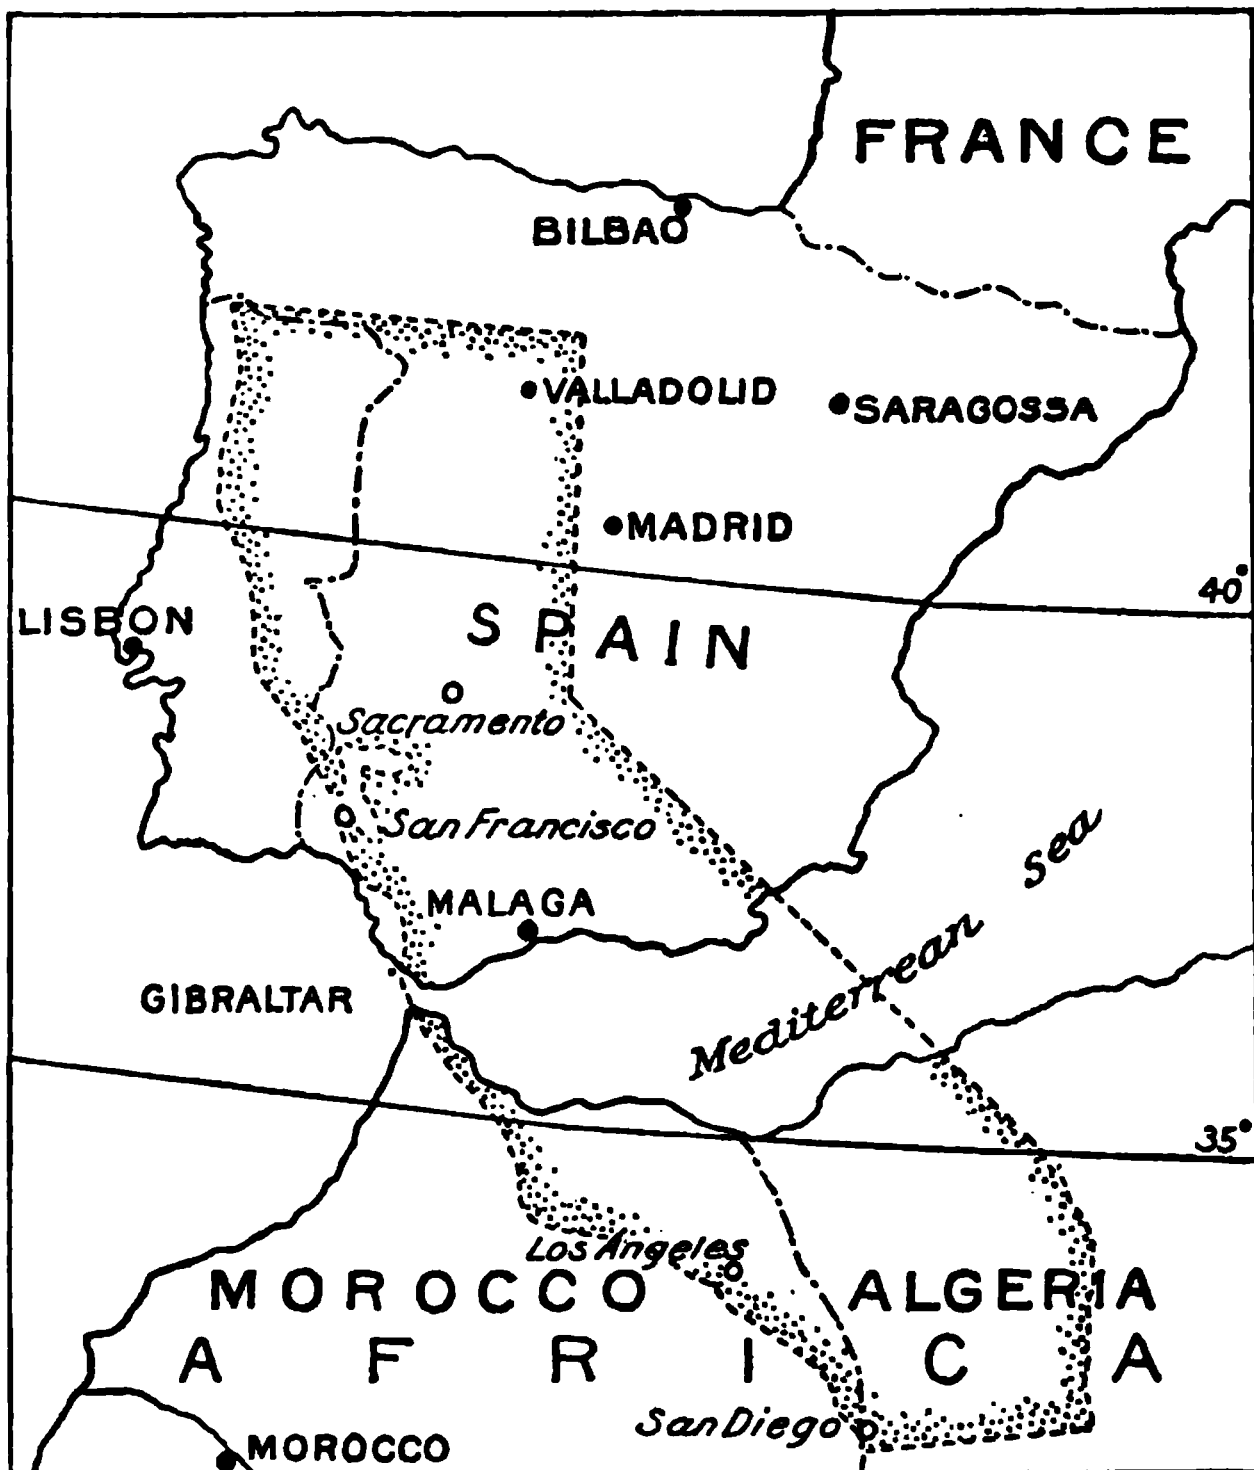 FRANCE
BILBAO
VALLADOLID
SARAGOSSA
MADRID
40°
LISBON
SPAIN
Sacramento
San Francisco
Sea
MALAGA
Mediterrean
GIBRALTAR
35°
Los Angeles
MOROCCO
ALGERIA
AFRICA
San Diego
MOROCCO